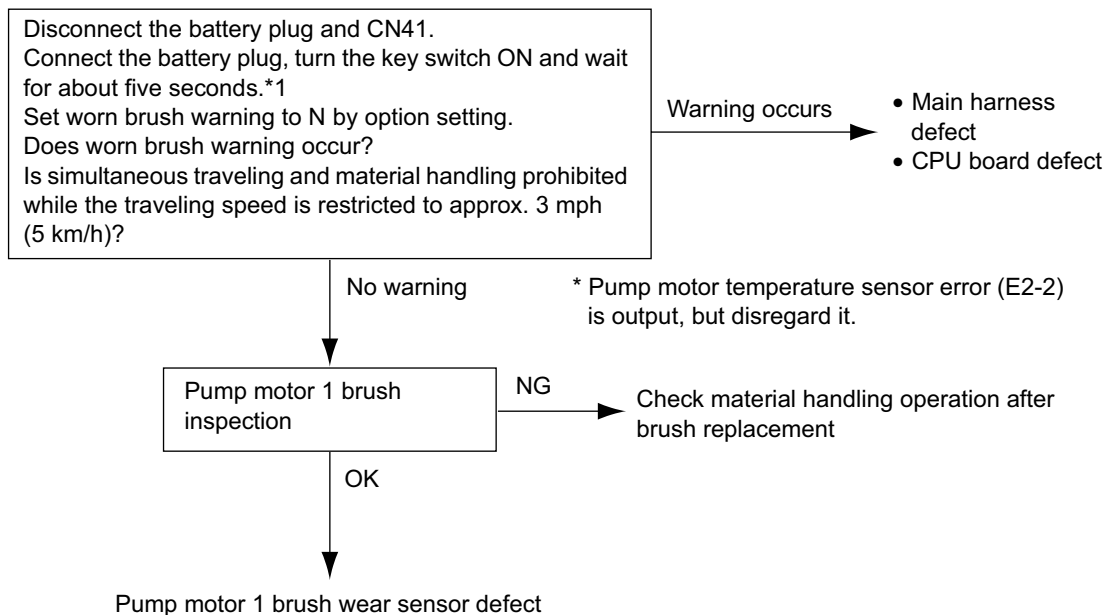 Disconnect the battery plug and CN41.
Connect the battery plug, turn the key switch ON and wait
for about five seconds.*1
Set worn brush warning to N by option setting.
Does worn brush warning occur?
Is simultaneous traveling and material handling prohibited
while the traveling speed is restricted to approx. 3 mph
(5 km/h)?
Warning occurs
• Main harness
defect
• CPU board defect
No warning
* Pump motor temperature sensor error (E2-2)
is output, but disregard it.
Pump motor 1 brush
inspection
NG
Check material handling operation after
brush replacement
OK
Pump motor 1 brush wear sensor defect